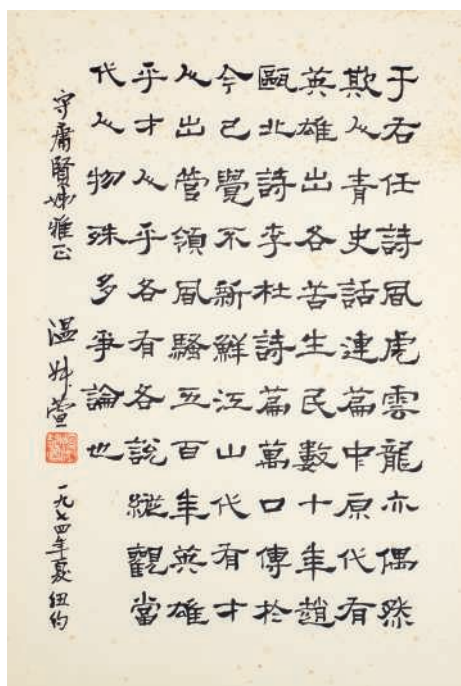 于右任詩風虎雲龍亦偶然
欺人青史話連篇中原代有
英雄出各苦生民數十年趙
甌北詩李杜詩篇萬口傳於
今已覺不新鮮江山代有才
人出管領風騷五百年英雄
乎才人乎各有各說縱觀當
代人物殊多爭論也
守庸賢姊雅正 溫萱 一九七四年夏紐約